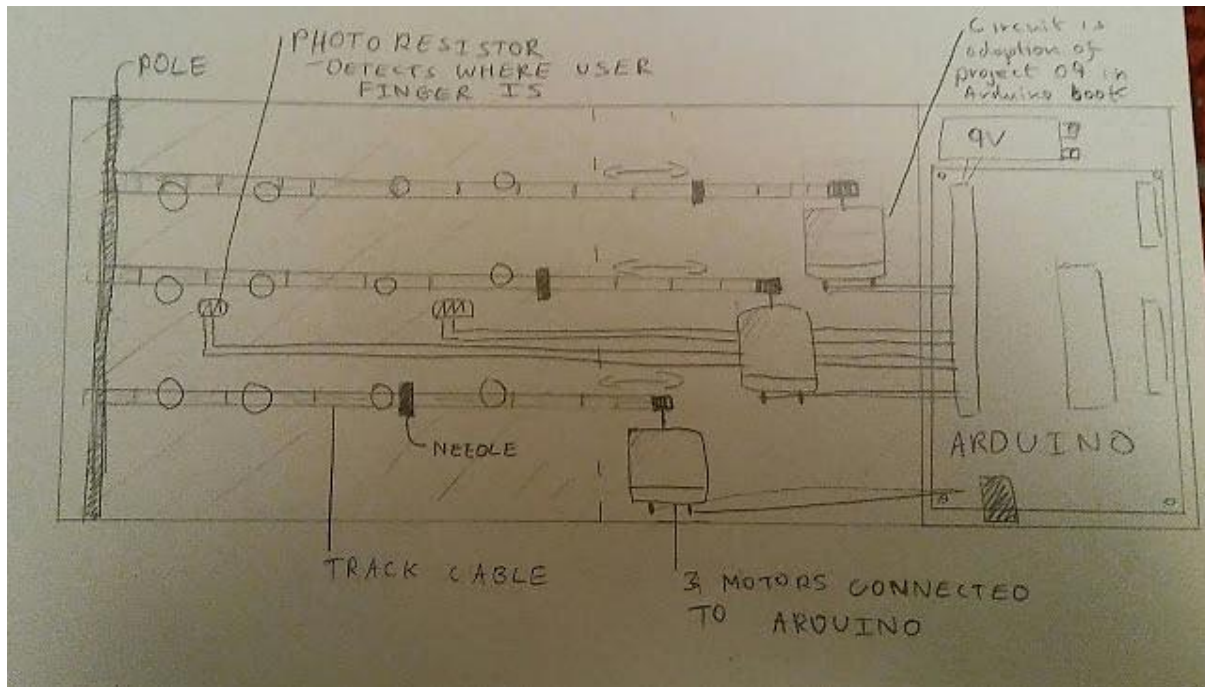 POLE
PHOTO RESISTOR
- DETECTS WHERE USER
FINGER IS
Circuit is
adaption of
project 09 in
Arduino book
9V
ARDUINO
NEEDLE
TRACK CABLE
3 MOTORS CONNECTED
TO ARDUINO